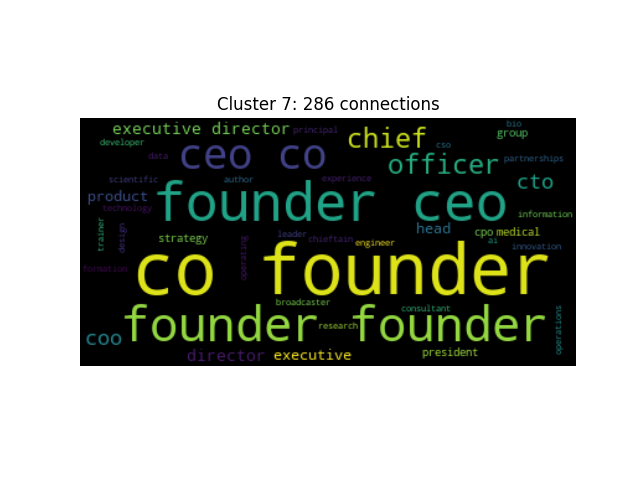 Cluster 7: 286 connections
executive director principal chief cso bio group
developer data ceo co officer partnerships
scientific author experience cto
product technology founder ceo information
trainer design strategy leader chieftain head cpo medical ai
operating engineer innovation
formation co founder
broadcaster consultant
founder research founder operations
coo
director executive president